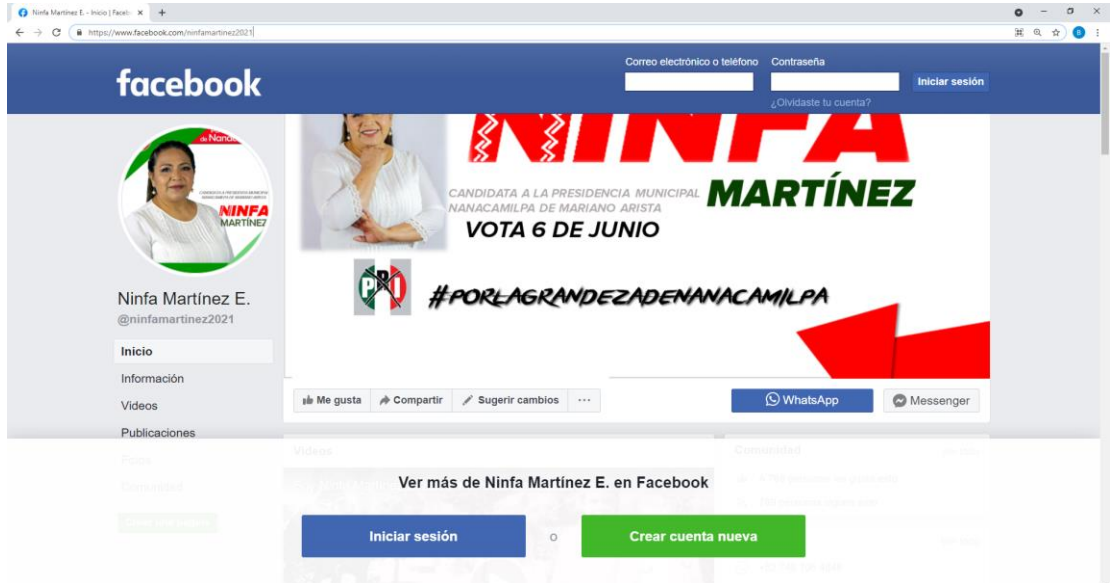 Ninfa Martínez E. - Inicio | Faceb
https://www.facebook.com/ninfamartinez2021
facebook
Correo electrónico o teléfono
Contraseña
Iniciar sesión
¿Olvidaste tu cuenta?
NINFA
MARTÍNEZ
Ninfa Martínez E.
@ninfamartinez2021
Inicio
Información
Videos
Publicaciones
Fotos
Comunidad
NINFA
CANDIDATA A LA PRESIDENCIA MUNICIPAL MARTÍNEZ
NANACAMILPA DE MARIANO ARISTA
VOTA 6 DE JUNIO
PRI #PORLAGRANDEZADENANACAMILPA
Me gusta Compartir Sugerir cambios ...
WhatsApp Messenger
Videos
Comunidad
Ver más de Ninfa Martínez E. en Facebook
Iniciar sesión o Crear cuenta nueva